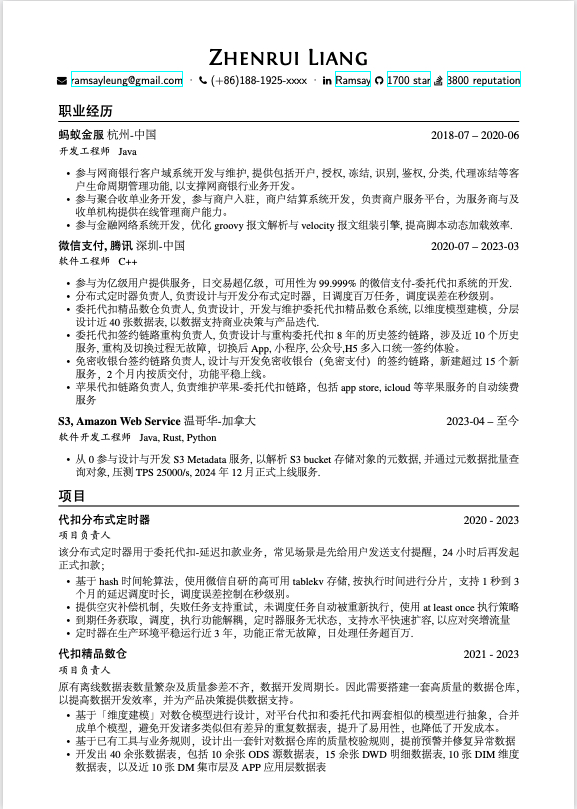 ZHENRUI LIANG
ramsayleung@gmail.com · (+86)188-1925-xxxx · Ramsay 1700 star 3800 reputation
职业经历
蚂蚁金服 杭州-中国 2018-07 – 2020-06
开发工程师 Java
• 参与网商银行客户域系统开发与维护, 提供包括开户, 授权, 冻结, 识别, 鉴权, 分类, 代理冻结等客
户生命周期管理功能, 以支撑网商银行业务开发。
• 参与聚合收单业务开发，参与商户入驻，商户结算系统开发，负责商户服务平台，为服务商与及
收单机构提供在线管理商户能力。
• 参与金融网络系统开发，优化 groovy 报文解析与 velocity 报文组装引擎, 提高脚本动态加载效率.
微信支付, 腾讯 深圳-中国 2020-07 – 2023-03
软件工程师 C++
• 参与为亿级用户提供服务，日交易超亿级，可用性为 99.999% 的微信支付-委托代扣系统的开发.
• 分布式定时器负责人, 负责设计与开发分布式定时器，日调度百万任务，调度误差在秒级别。
• 委托代扣精品数仓负责人, 负责设计，开发与维护委托代扣精品数仓系统, 以维度模型建模，分层
设计近 40 张数据表, 以数据支持商业决策与产品迭代.
• 委托代扣签约链路重构负责人, 负责设计与重构委托代扣 8 年的历史签约链路，涉及近 10 个历史
服务, 重构及切换过程无故障，切换后 App, 小程序, 公众号,H5 多入口统一签约体验。
• 免密收银台签约链路负责人, 设计与开发免密收银台（免密支付）的签约链路，新建超过 15 个新
服务，2 个月内按质交付，功能平稳上线。
• 苹果代扣链路负责人, 负责维护苹果-委托代扣链路，包括 app store, icloud 等苹果服务的自动续费
服务
S3, Amazon Web Service 温哥华-加拿大 2023-04 – 至今
软件开发工程师 Java, Rust, Python
• 从 0 参与设计与开发 S3 Metadata 服务, 以解析 S3 bucket 存储对象的元数据, 并通过元数据批量查
询对象, 压测 TPS 25000/s, 2024 年 12 月正式上线服务.
项目
代扣分布式定时器 2020 - 2023
项目负责人
该分布式定时器用于委托代扣-延迟扣款业务，常见场景是先给用户发送支付提醒，24 小时后再发起
正式扣款；
• 基于 hash 时间轮算法，使用微信自研的高可用 tablekv 存储, 按执行时间进行分片，支持 1 秒到 3
个月的延迟调度时长，调度误差控制在秒级别。
• 提供空灾补偿机制，失败任务支持重试，未调度任务自动被重新执行，使用 at least once 执行策略
• 到期任务获取，调度，执行功能解耦，定时器服务无状态，支持水平快速扩容, 以应对突增流量
• 定时器在生产环境平稳运行近 3 年，功能正常无故障，日处理任务超百万.
代扣精品数仓 2021 - 2023
项目负责人
原有离线数据表数量繁杂及质量参差不齐，数据开发周期长。因此需要搭建一套高质量的数据仓库，
以提高数据开发效率，并为产品决策提供数据支持。
• 基于「维度建模」对数仓模型进行设计，对平台代扣和委托代扣两套相似的模型进行抽象，合并
成单个模型，避免开发诸多类似但有差异的重复数据表，提升了易用性，也降低了开发成本。
• 基于已有工具与业务规则，设计出一套针对数据仓库的质量校验规则，提前预警并修复异常数据
• 开发出 40 余张数据表，包括 10 余张 ODS 源数据表，15 余张 DWD 明细数据表, 10 张 DIM 维度
数据表，以及近 10 张 DM 集市层及 APP 应用层数据表